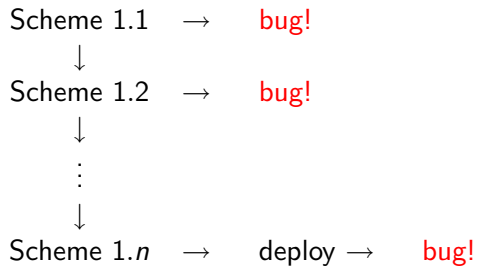 Scheme 1.1 → bug!
↓
Scheme 1.2 → bug!
↓
⋮
↓
Scheme 1.n → deploy → bug!